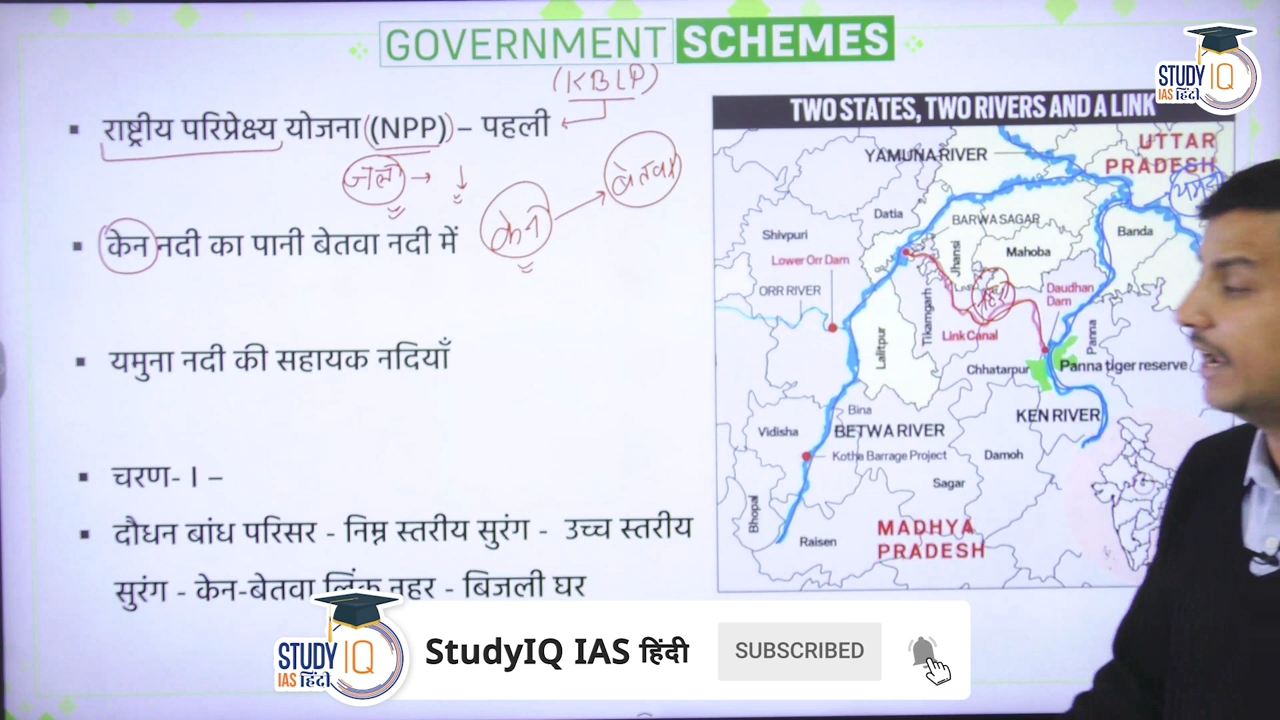 GOVERNMENT SCHEMES
STUDY IQ
IAS हिंदी
(KBLP)
▪ राष्ट्रीय परिप्रेक्ष्य योजना (NPP) – पहली
जल →
केन
बेतवा
▪ केन नदी का पानी बेतवा नदी में
▪ यमुना नदी की सहायक नदियाँ
▪ चरण- I –
▪ दौधन बांध परिसर - निम्न स्तरीय सुरंग - उच्च स्तरीय
सुरंग - केन-बेतवा लिंक नहर - बिजली घर
TWO STATES, TWO RIVERS AND A LINK
UTTAR
PRADESH
YAMUNA RIVER
Datia
BARWA SAGAR
Banda
Shivpuri
Jhansi
Mahoba
Lower Orr Dam
Daudhan
Dam
ORR RIVER
नहर
Tikamgarh
Link Canal
Panna
Lalitpur
Chhatarpur
Panna tiger reserve
Bina
KEN RIVER
Vidisha
BETWA RIVER
Kotha Barrage Project
Damoh
Sagar
Bhopal
MADHYA
PRADESH
Raisen
STUDY IQ
IAS हिंदी
StudyIQ IAS हिंदी
SUBSCRIBED